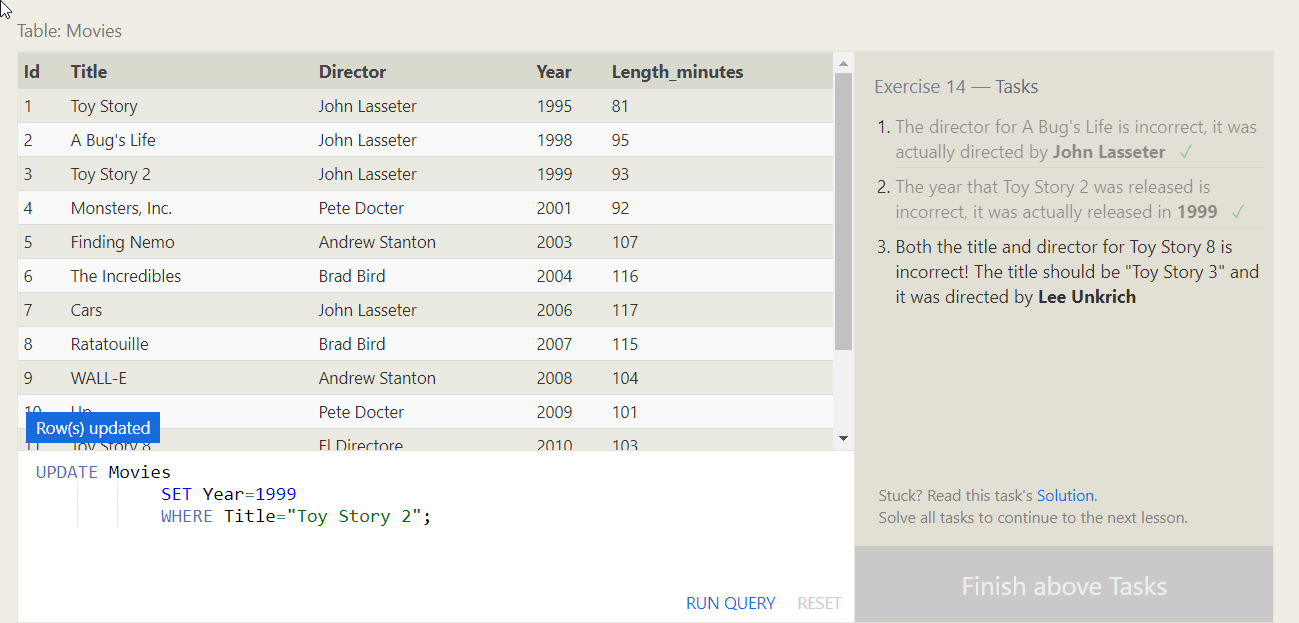 Table: Movies
Id Title Director Year Length_minutes
1 Toy Story John Lasseter 1995 81
2 A Bug's Life John Lasseter 1998 95
3 Toy Story 2 John Lasseter 1999 93
4 Monsters, Inc. Pete Docter 2001 92
5 Finding Nemo Andrew Stanton 2003 107
6 The Incredibles Brad Bird 2004 116
7 Cars John Lasseter 2006 117
8 Ratatouille Brad Bird 2007 115
9 WALL-E Andrew Stanton 2008 104
10 Up Pete Docter 2009 101
11 Toy Story 8 El Directore 2010 103
Row(s) updated
UPDATE Movies
SET Year=1999
WHERE Title="Toy Story 2";
RUN QUERY RESET
Exercise 14 — Tasks
1. The director for A Bug's Life is incorrect, it was
actually directed by John Lasseter ✓
2. The year that Toy Story 2 was released is
incorrect, it was actually released in 1999 ✓
3. Both the title and director for Toy Story 8 is
incorrect! The title should be "Toy Story 3" and
it was directed by Lee Unkrich
Stuck? Read this task's Solution.
Solve all tasks to continue to the next lesson.
Finish above Tasks